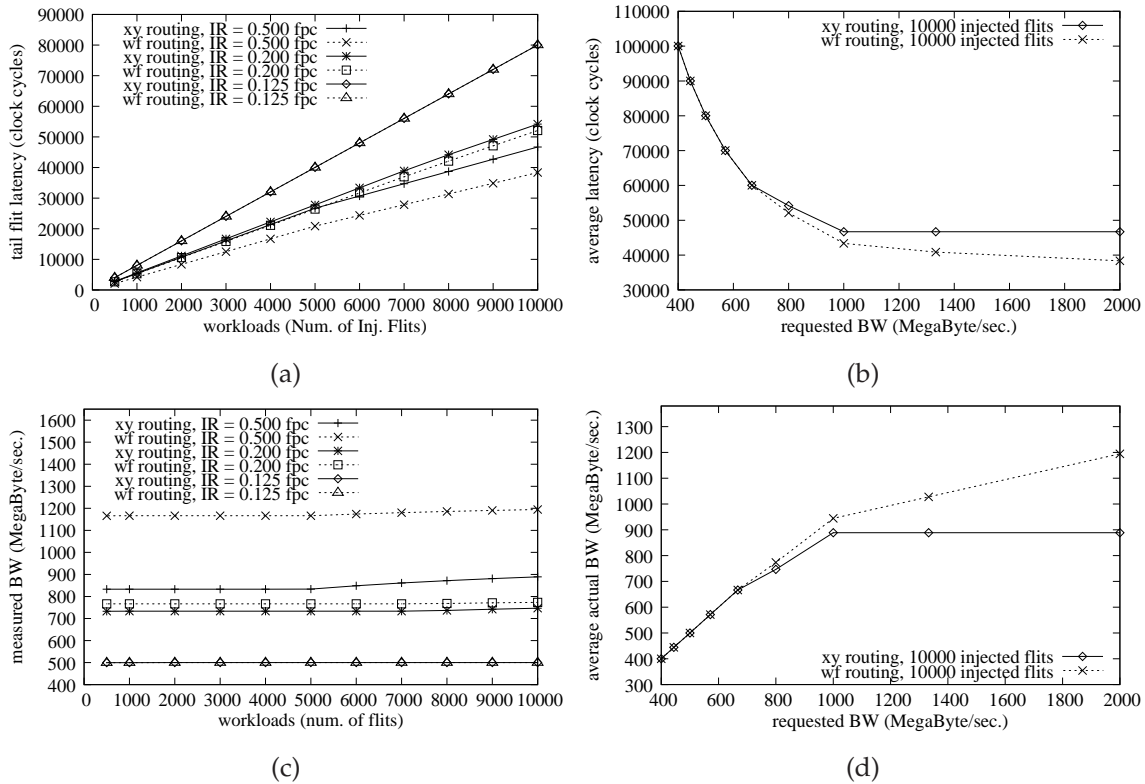 90000
80000
70000
60000
50000
40000
30000
20000
10000
0
tail flit latency (clock cycles)
xy routing, IR = 0.500 fpc
wf routing, IR = 0.500 fpc
xy routing, IR = 0.200 fpc
wf routing, IR = 0.200 fpc
xy routing, IR = 0.125 fpc
wf routing, IR = 0.125 fpc
0 1000 2000 3000 4000 5000 6000 7000 8000 9000 10000
workloads (Num. of Inj. Flits)
(a)
110000
100000
90000
80000
70000
60000
50000
40000
30000
average latency (clock cycles)
xy routing, 10000 injected flits
wf routing, 10000 injected flits
400 600 800 1000 1200 1400 1600 1800 2000
requested BW (MegaByte/sec.)
(b)
1600
1500
1400
1300
1200
1100
1000
900
800
700
600
500
400
measured BW (MegaByte/sec.)
xy routing, IR = 0.500 fpc
wf routing, IR = 0.500 fpc
xy routing, IR = 0.200 fpc
wf routing, IR = 0.200 fpc
xy routing, IR = 0.125 fpc
wf routing, IR = 0.125 fpc
0 1000 2000 3000 4000 5000 6000 7000 8000 9000 10000
workloads (num. of flits)
(c)
1300
1200
1100
1000
900
800
700
600
500
400
300
average actual BW (MegaByte/sec.)
xy routing, 10000 injected flits
wf routing, 10000 injected flits
400 600 800 1000 1200 1400 1600 1800 2000
requested BW (MegaByte/sec.)
(d)